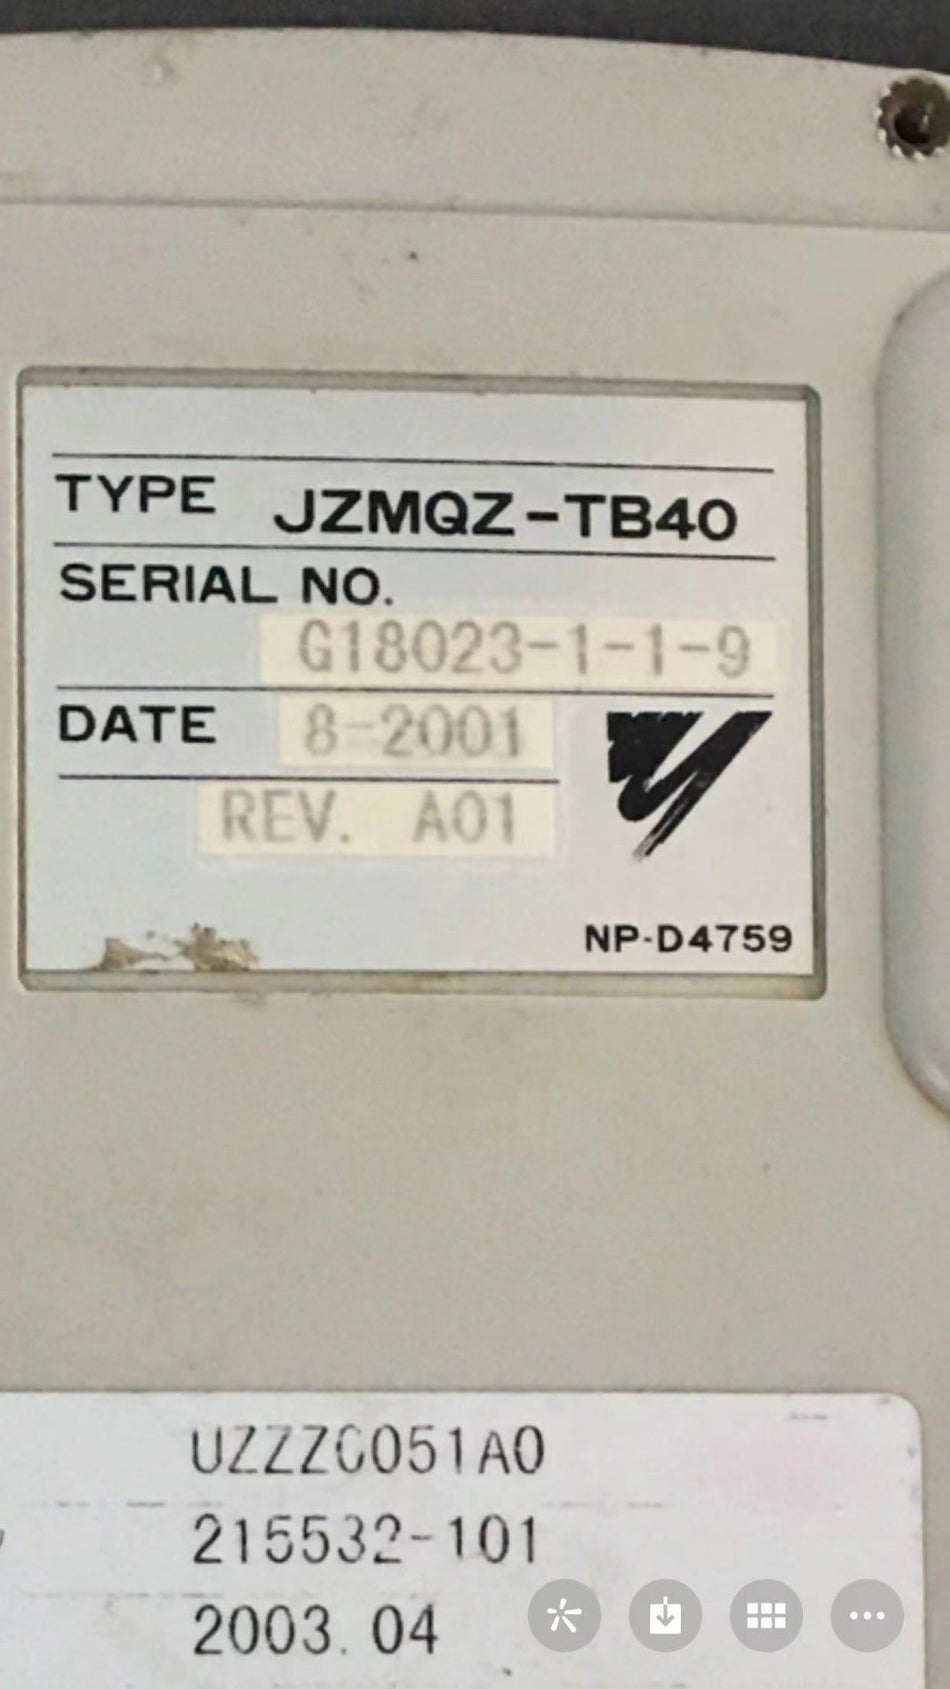 TYPE JZMQZ-TB40
SERIAL NO.
G18023-1-1-9
DATE 8-2001
REV. A01
NP-D4759
UZZZC051A0
215532-101
2003.04